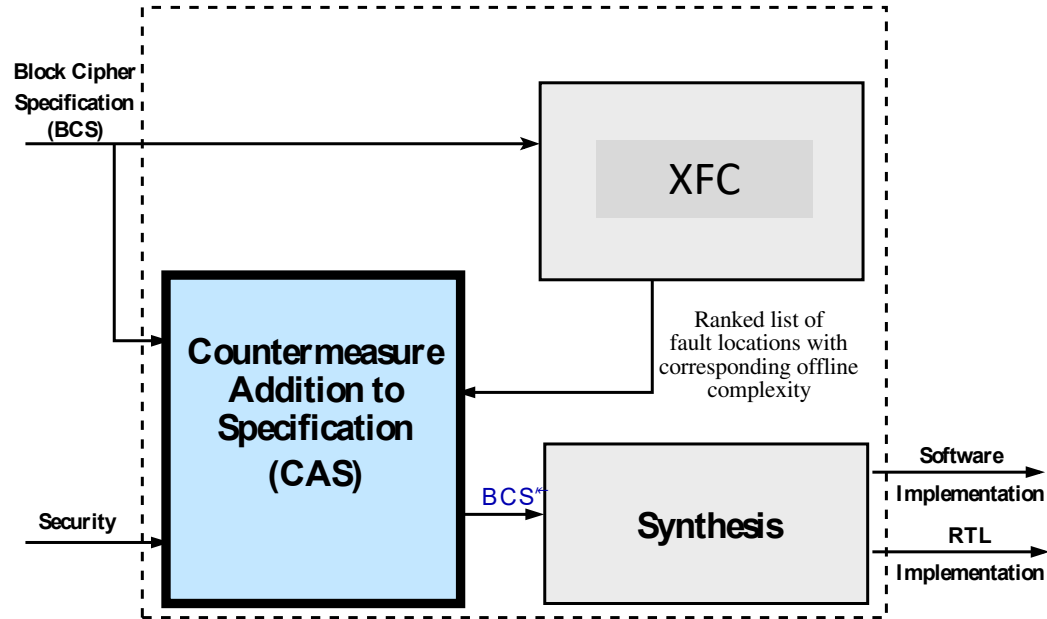 Block Cipher
Specification
(BCS)
XFC
Ranked list of
fault locations with
corresponding offline
complexity
Countermeasure
Addition to
Specification
(CAS)
Security
BCS*
Synthesis
Software
Implementation
RTL
Implementation